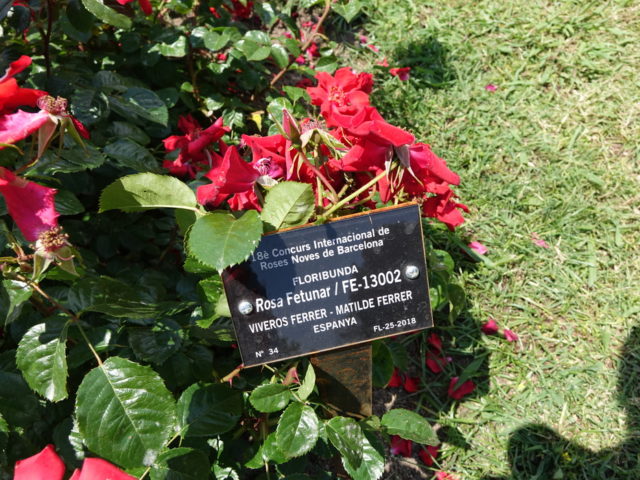 18è Concurs Internacional de
Roses Noves de Barcelona
FLORIBUNDA
Rosa Fetunar / FE-13002
VIVEROS FERRER - MATILDE FERRER
ESPANYA
FL-25-2018
Nº 34